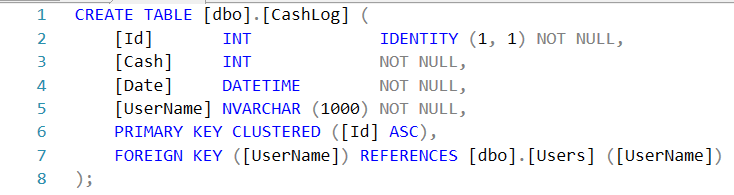 1 CREATE TABLE [dbo].[CashLog] (
2 [Id] INT IDENTITY (1, 1) NOT NULL,
3 [Cash] INT NOT NULL,
4 [Date] DATETIME NOT NULL,
5 [UserName] NVARCHAR (1000) NOT NULL,
6 PRIMARY KEY CLUSTERED ([Id] ASC),
7 FOREIGN KEY ([UserName]) REFERENCES [dbo].[Users] ([UserName])
8 );